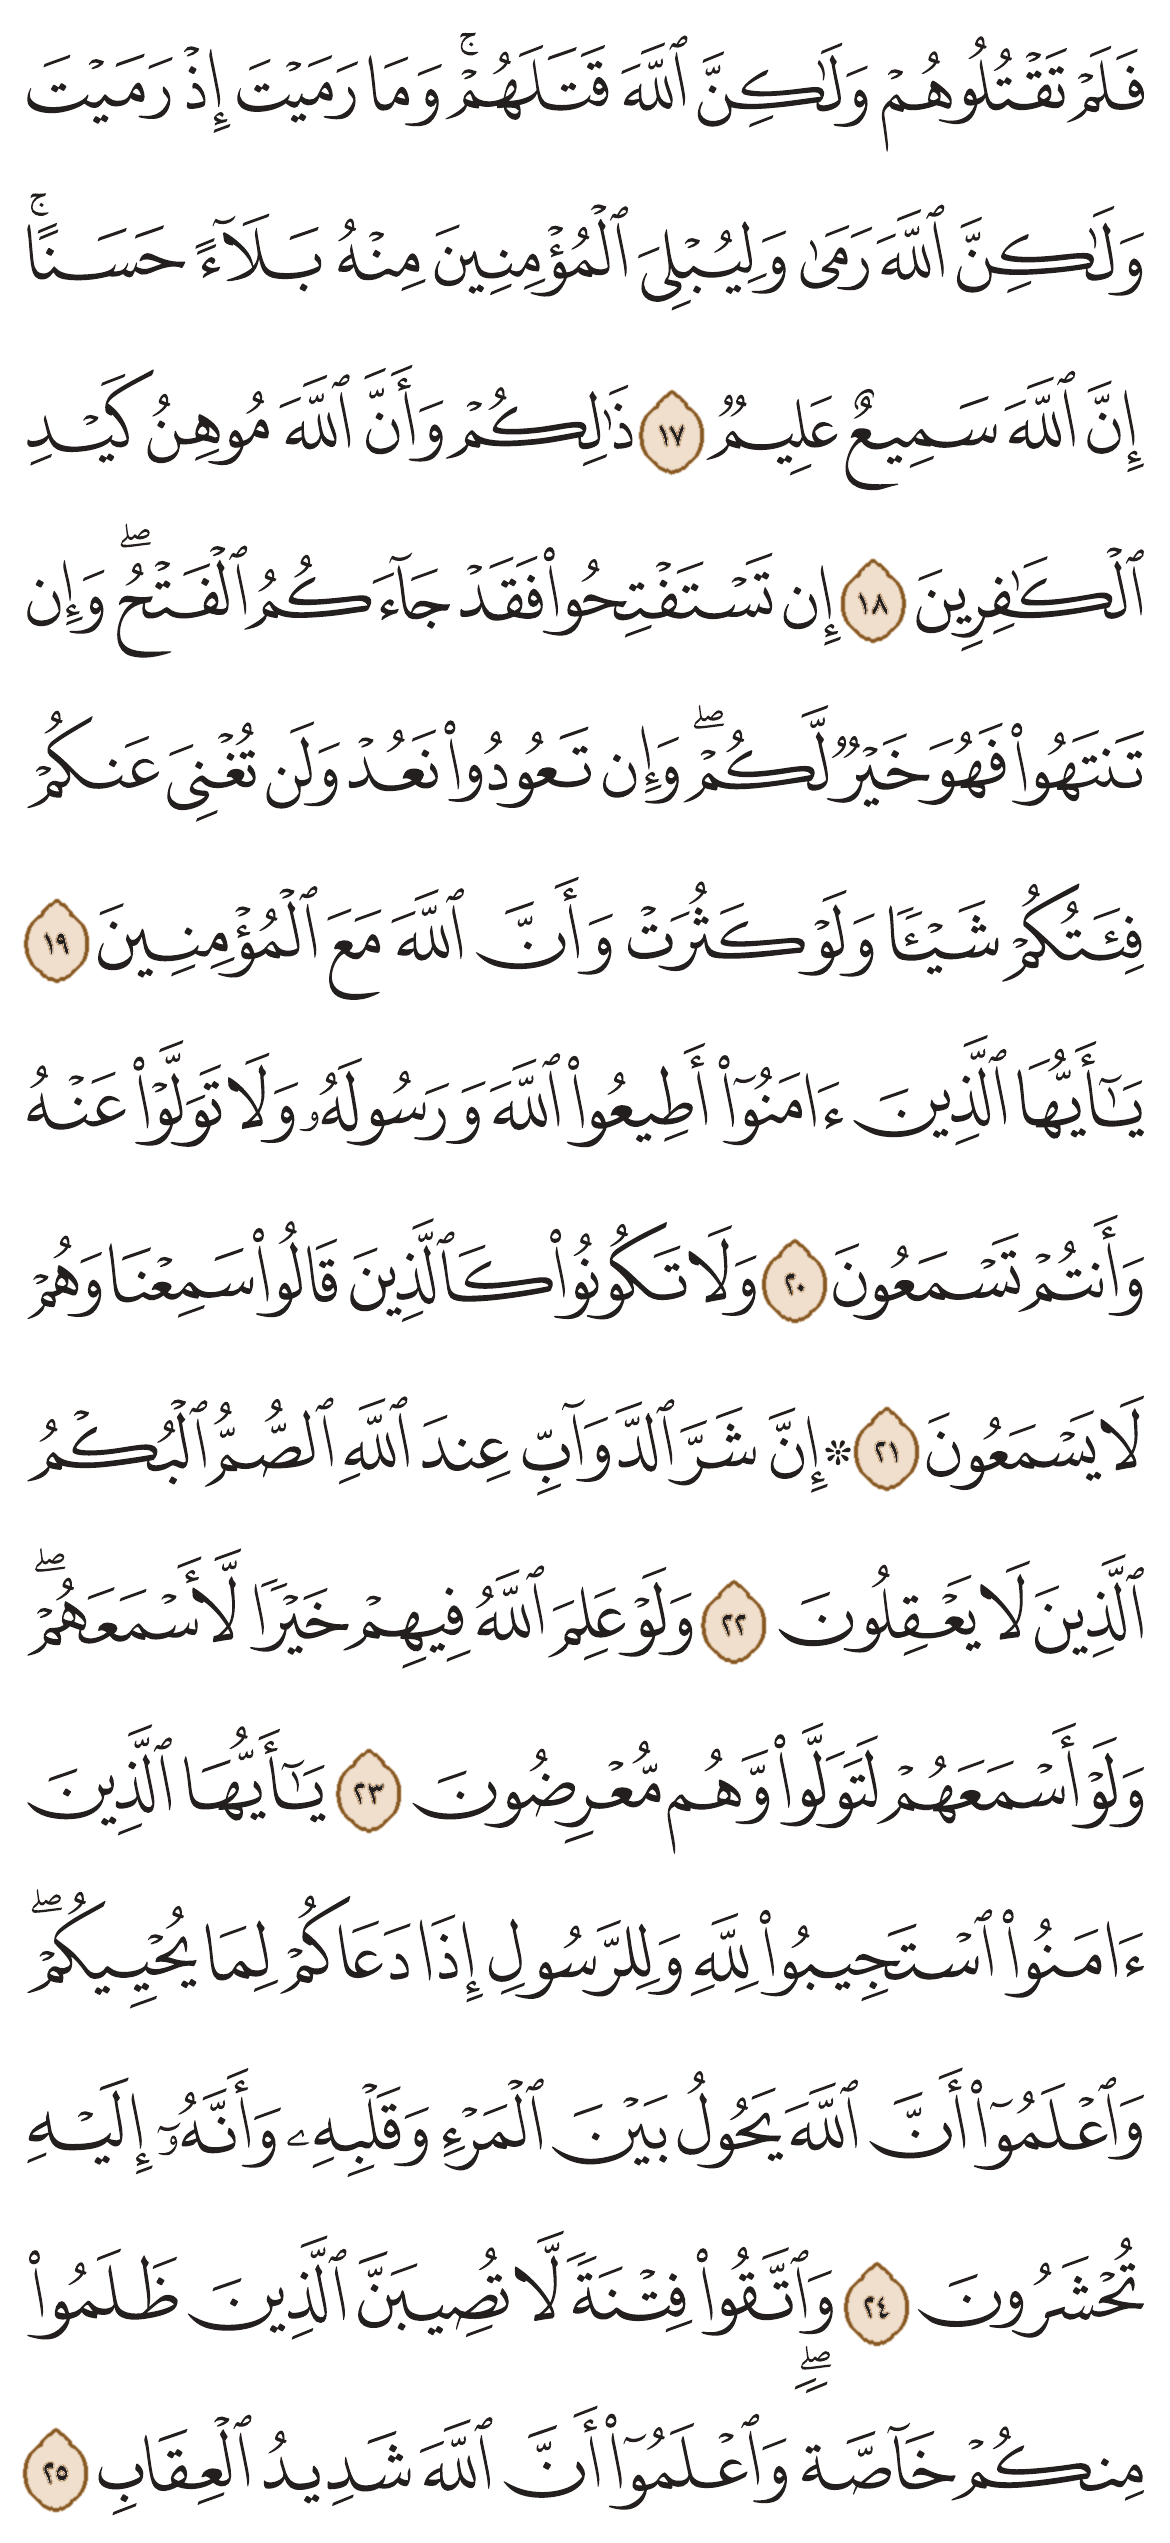 فَلَمۡ تَقۡتُلُوهُمۡ وَلَٰكِنَّ ٱللَّهَ قَتَلَهُمۡۚ وَمَا رَمَيۡتَ إِذۡ رَمَيۡتَ
وَلَٰكِنَّ ٱللَّهَ رَمَىٰ وَلِيُبۡلِيَ ٱلۡمُؤۡمِنِينَ مِنۡهُ بَلَآءً حَسَنًاۚ
إِنَّ ٱللَّهَ سَمِيعٌ عَلِيمٞ ١٧ ذَٰلِكُمۡ وَأَنَّ ٱللَّهَ مُوهِنُ كَيۡدِ
ٱلۡكَٰفِرِينَ ١٨ إِن تَسۡتَفۡتِحُواْ فَقَدۡ جَآءَكُمُ ٱلۡفَتۡحُۖ وَإِن
تَنتَهُواْ فَهُوَ خَيۡرٞ لَّكُمۡۖ وَإِن تَعُودُواْ نَعُدۡ وَلَن تُغۡنِيَ عَنكُمۡ
فِئَتُكُمۡ شَيۡـٔٗا وَلَوۡ كَثُرَتۡ وَأَنَّ ٱللَّهَ مَعَ ٱلۡمُؤۡمِنِينَ ١٩
يَٰٓأَيُّهَا ٱلَّذِينَ ءَامَنُوٓاْ أَطِيعُواْ ٱللَّهَ وَرَسُولَهُۥ وَلَا تَوَلَّوۡاْ عَنۡهُ
وَأَنتُمۡ تَسۡمَعُونَ ٢٠ وَلَا تَكُونُواْ كَٱلَّذِينَ قَالُواْ سَمِعۡنَا وَهُمۡ
لَا يَسۡمَعُونَ ٢١ ۞ إِنَّ شَرَّ ٱلدَّوَآبِّ عِندَ ٱللَّهِ ٱلصُّمُّ ٱلۡبُكۡمُ
ٱلَّذِينَ لَا يَعۡقِلُونَ ٢٢ وَلَوۡ عَلِمَ ٱللَّهُ فِيهِمۡ خَيۡرٗا لَّأَسۡمَعَهُمۡۖ
وَلَوۡ أَسۡمَعَهُمۡ لَتَوَلَّواْ وَّهُم مُّعۡرِضُونَ ٢٣ يَٰٓأَيُّهَا ٱلَّذِينَ
ءَامَنُواْ ٱسۡتَجِيبُواْ لِلَّهِ وَلِلرَّسُولِ إِذَا دَعَاكُمۡ لِمَا يُحۡيِيكُمۡۖ
وَٱعۡلَمُوٓاْ أَنَّ ٱللَّهَ يَحُولُ بَيۡنَ ٱلۡمَرۡءِ وَقَلۡبِهِۦ وَأَنَّهُۥٓ إِلَيۡهِ
تُحۡشَرُونَ ٢٤ وَٱتَّقُواْ فِتۡنَةٗ لَّا تُصِيبَنَّ ٱلَّذِينَ ظَلَمُواْ
مِنكُمۡ خَآصَّةٗۖ وَٱعۡلَمُوٓاْ أَنَّ ٱللَّهَ شَدِيدُ ٱلۡعِقَابِ ٢٥